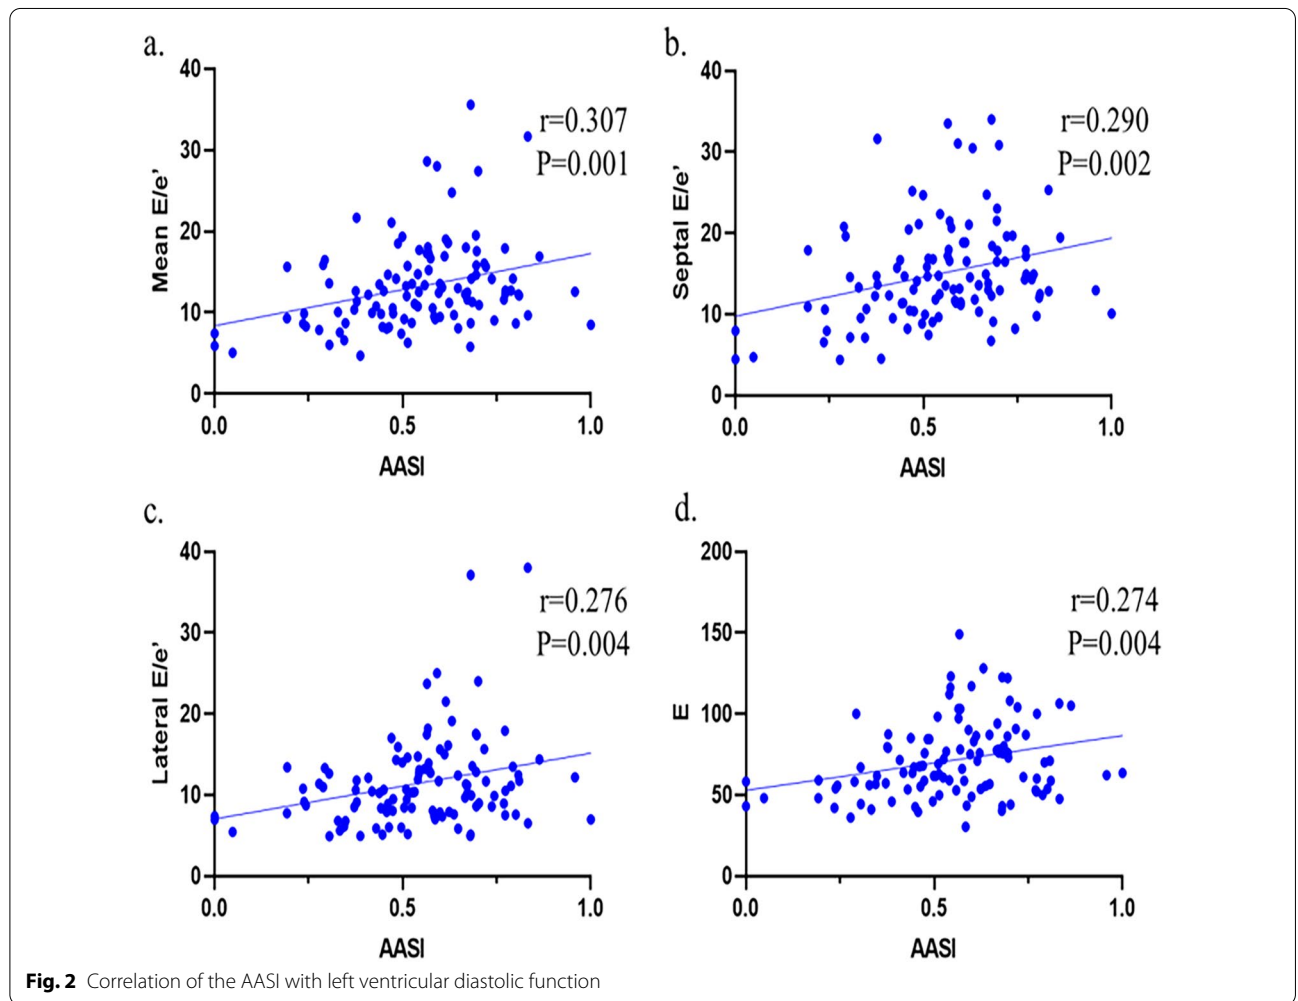 a.
40
30
20
10
0
Mean E/e'
r=0.307
P=0.001
0.0 0.5 1.0
AASI
b.
40
30
20
10
0
Septal E/e'
r=0.290
P=0.002
0.0 0.5 1.0
AASI
c.
40
30
20
10
0
Lateral E/e'
r=0.276
P=0.004
0.0 0.5 1.0
AASI
d.
200
150
100
50
0
E
r=0.274
P=0.004
0.0 0.5 1.0
AASI
Fig. 2 Correlation of the AASI with left ventricular diastolic function